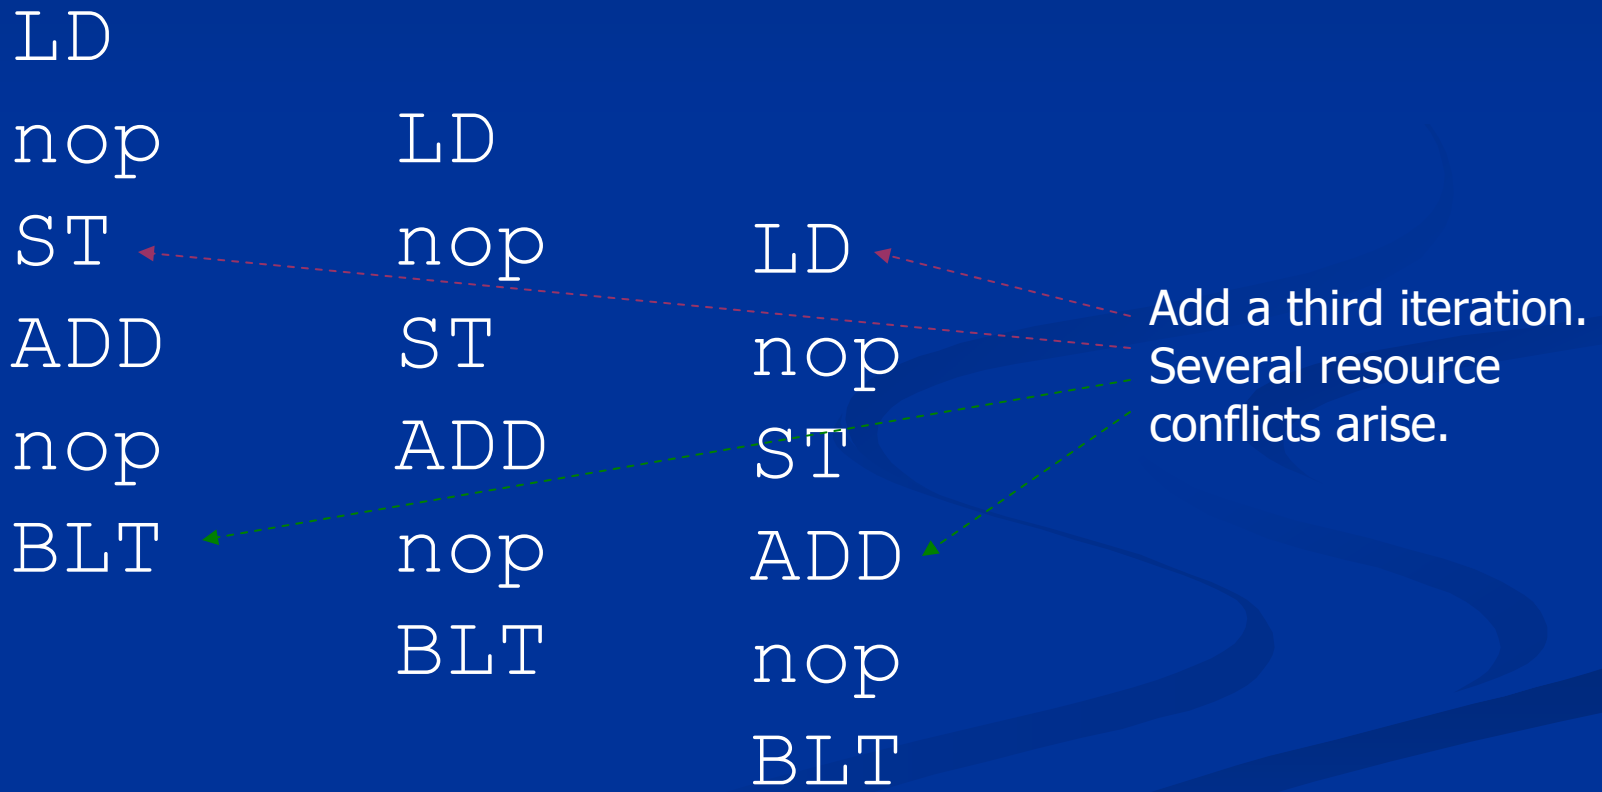 LD
nop
ST
ADD
nop
BLT
LD
nop
ST
ADD
nop
BLT
LD
nop
ST
ADD
nop
BLT
Add a third iteration.
Several resource
conflicts arise.